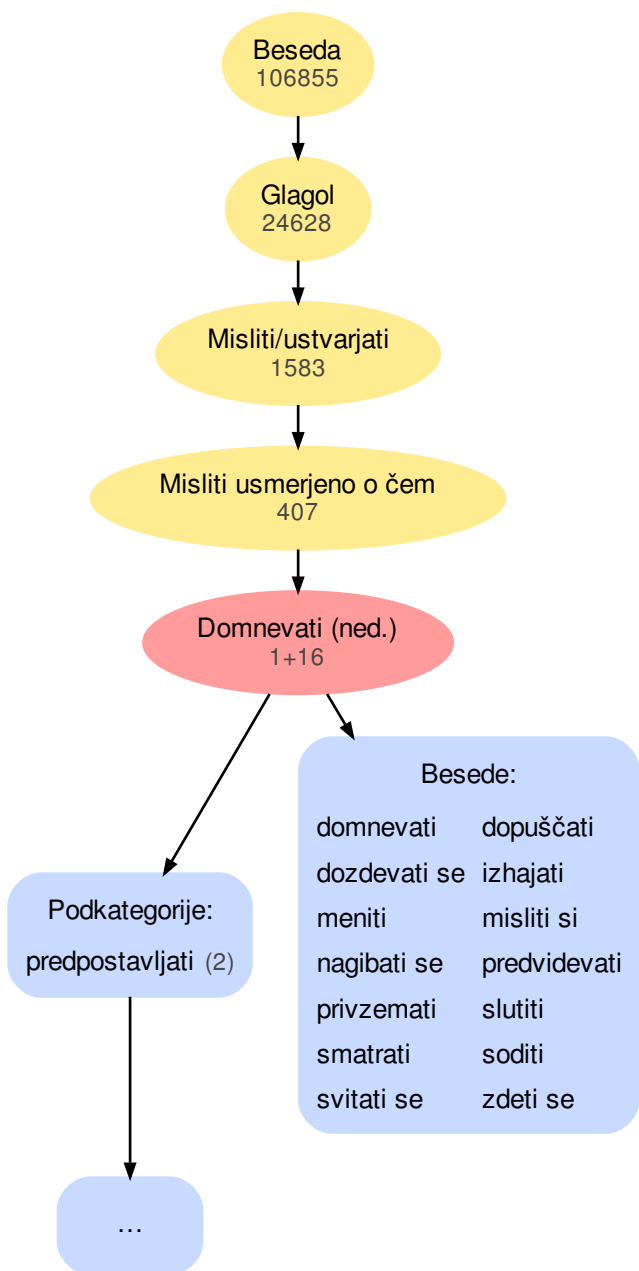 Beseda
106855
Glagol
24628
Misliti/ustvarjati
1583
Misliti usmerjeno o čem
407
Domnevati (ned.)
1+16
Podkategorije:
predpostavljati (2)
...
Besede:
domnevati dopuščati
dozdevati se izhajati
meniti misliti si
nagibati se predvidevati
privzemati slutiti
smatrati soditi
svitati se zdeti se